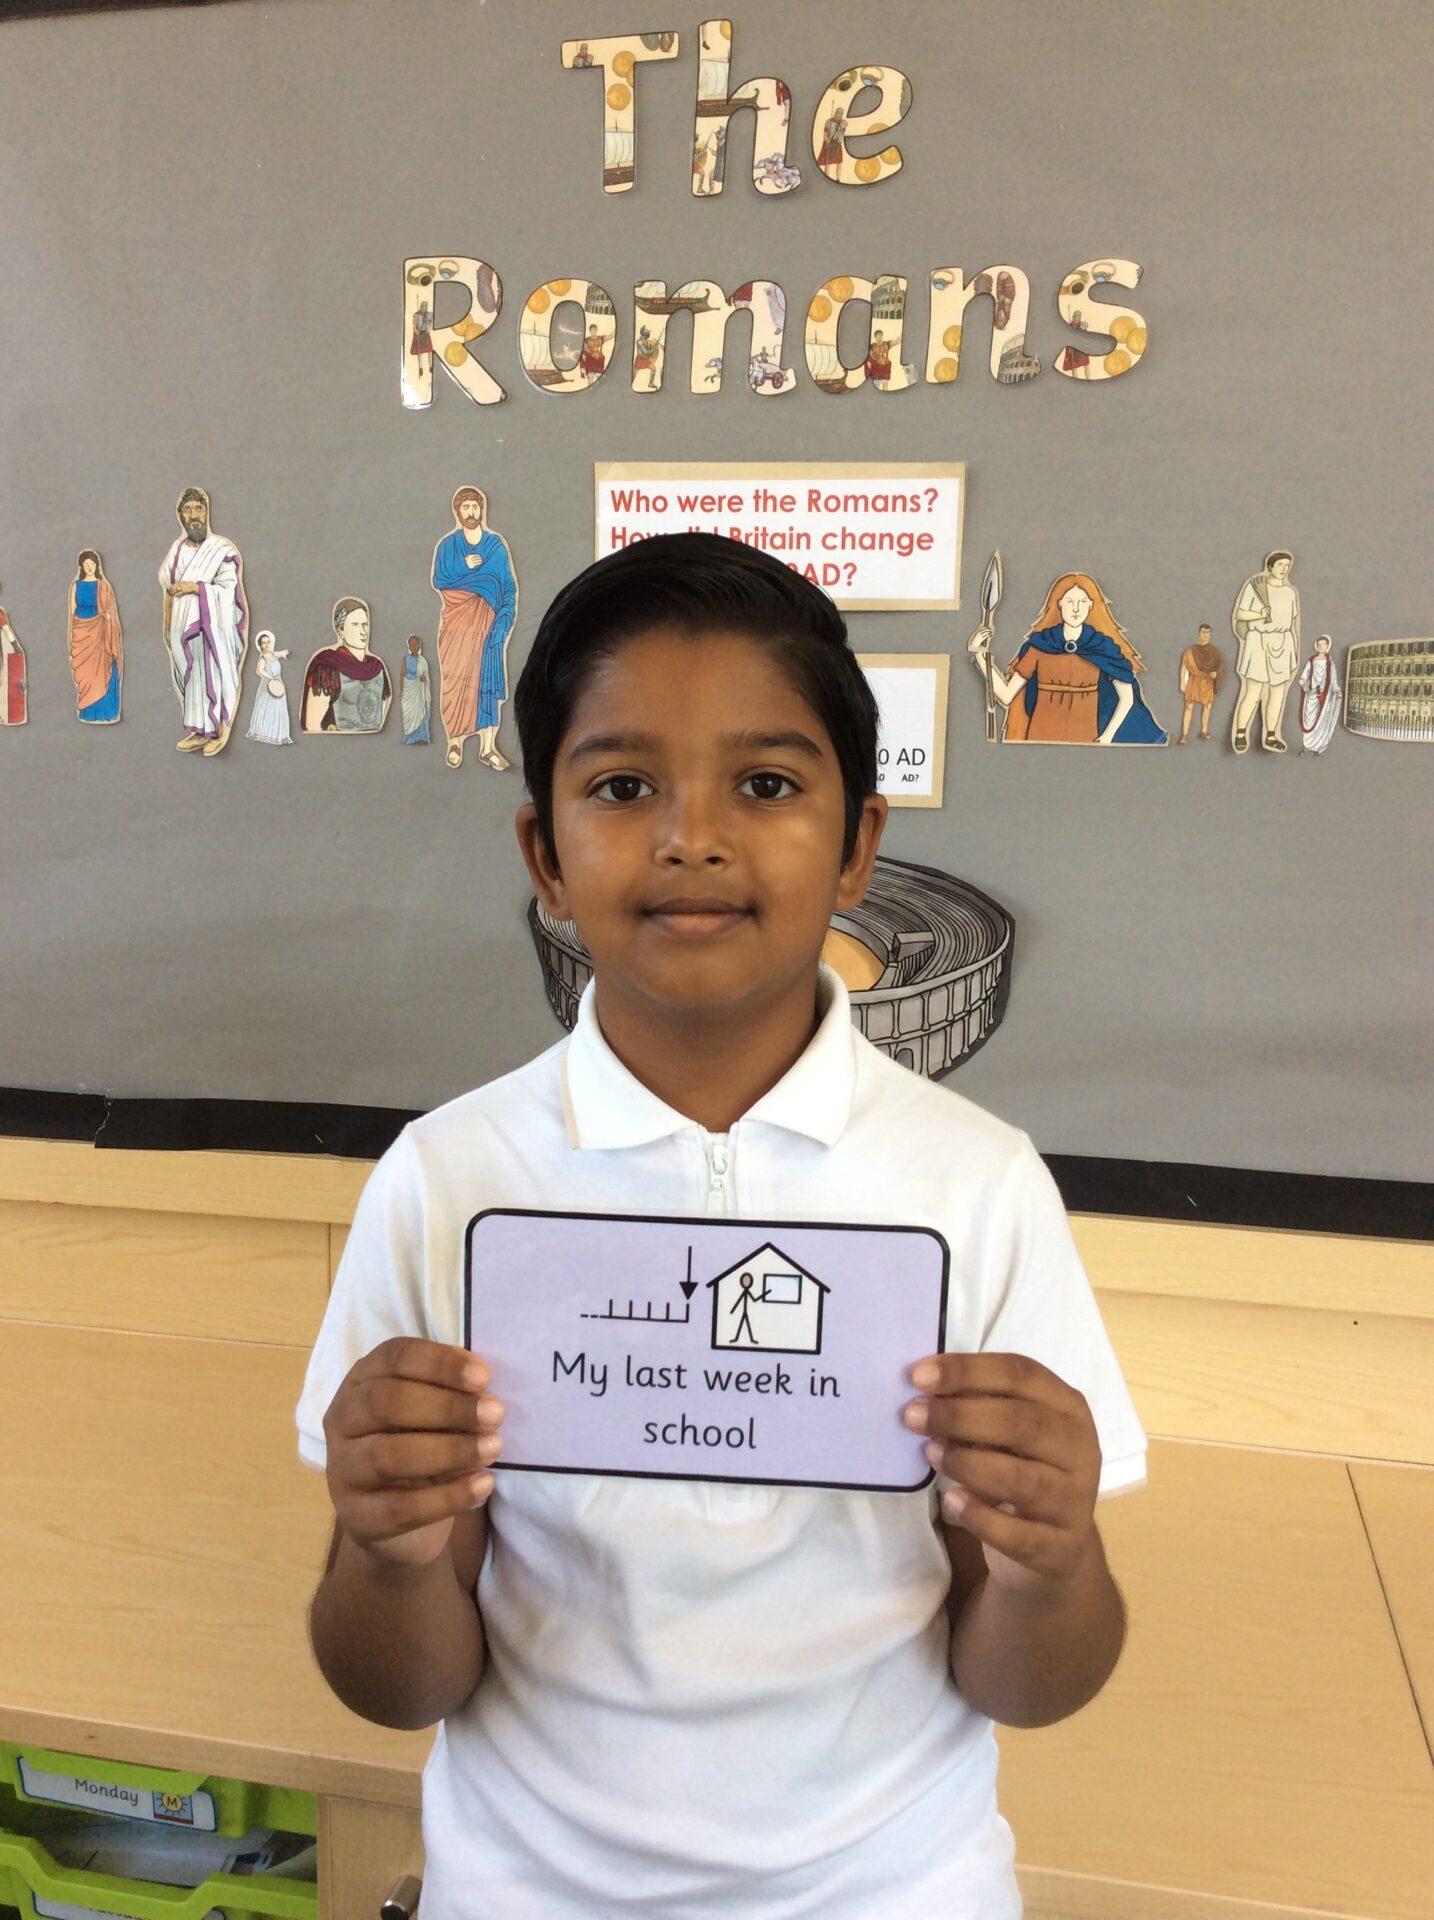 The
Romans
Who were the Romans?
Britain change
AD?
AD
AD?
My last week in
school
Monday
M